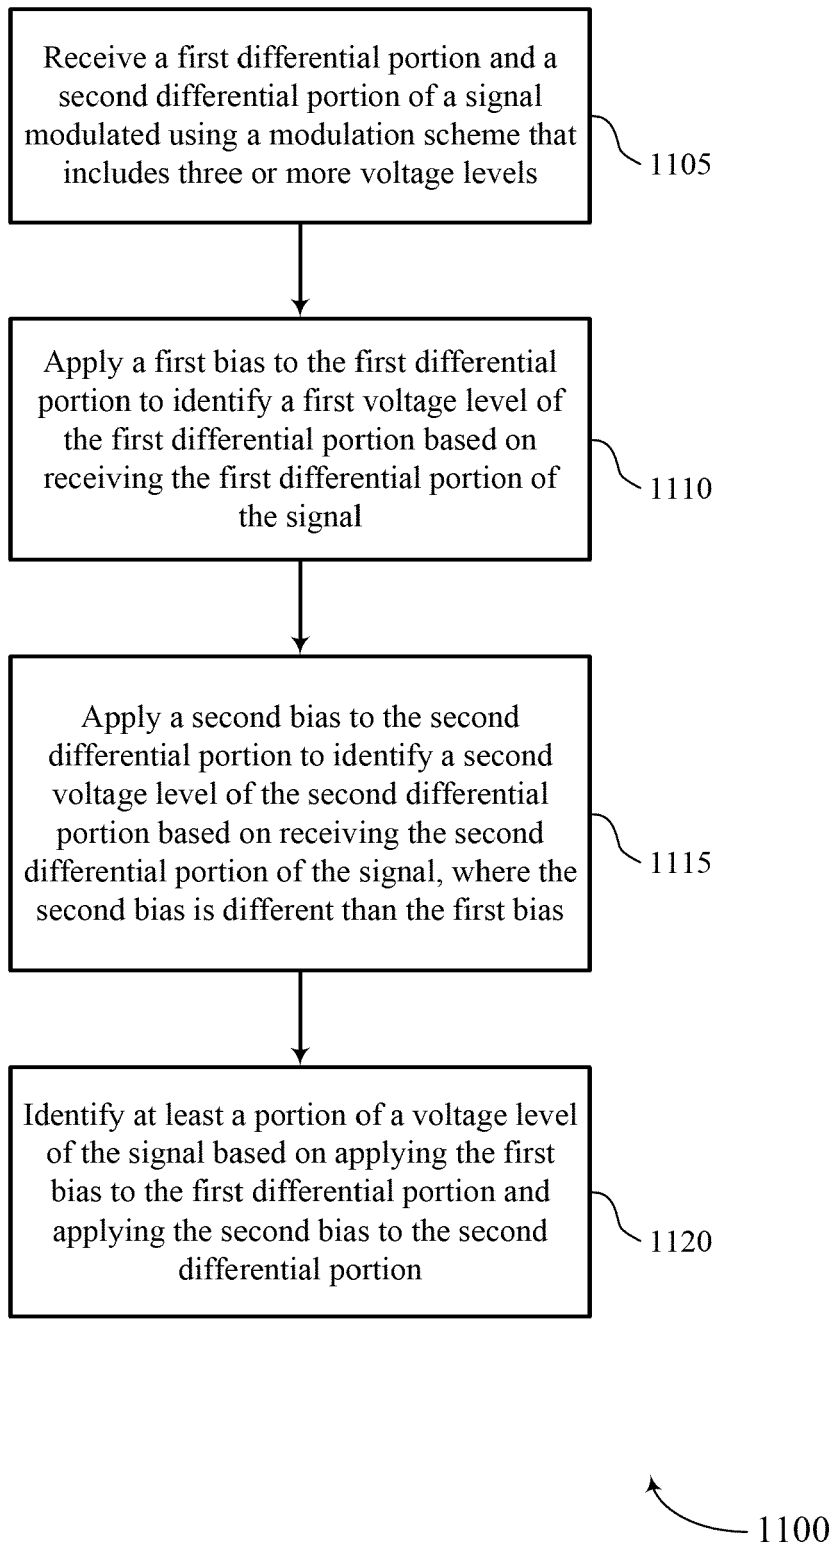 Receive a first differential portion and a
second differential portion of a signal
modulated using a modulation scheme that
includes three or more voltage levels
1105
Apply a first bias to the first differential
portion to identify a first voltage level of
the first differential portion based on
receiving the first differential portion of
the signal
1110
Apply a second bias to the second
differential portion to identify a second
voltage level of the second differential
portion based on receiving the second
differential portion of the signal, where the
second bias is different than the first bias
1115
Identify at least a portion of a voltage level
of the signal based on applying the first
bias to the first differential portion and
applying the second bias to the second
differential portion
1120
1100